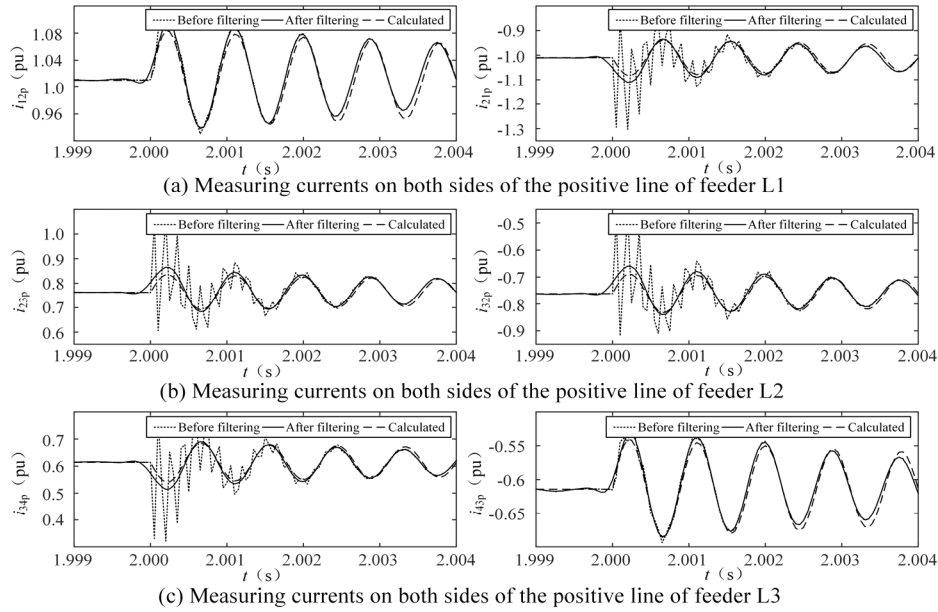 Before filtering After filtering Calculated
1.08
1.04
1.0
0.96
i12p (pu)
1.999 2.000 2.001 2.002 2.003 2.004
t (s)
Before filtering After filtering Calculated
-0.9
-1.0
-1.1
-1.2
-1.3
i21p (pu)
1.999 2.000 2.001 2.002 2.003 2.004
t (s)
(a) Measuring currents on both sides of the positive line of feeder L1
Before filtering After filtering Calculated
1.0
0.9
0.8
0.7
0.6
i23p (pu)
1.999 2.000 2.001 2.002 2.003 2.004
t (s)
Before filtering After filtering Calculated
-0.5
-0.6
-0.7
-0.8
-0.9
i32p (pu)
1.999 2.000 2.001 2.002 2.003 2.004
t (s)
(b) Measuring currents on both sides of the positive line of feeder L2
Before filtering After filtering Calculated
0.7
0.6
0.5
0.4
i34p (pu)
1.999 2.000 2.001 2.002 2.003 2.004
t (s)
Before filtering After filtering Calculated
-0.55
-0.6
-0.65
i43p (pu)
1.999 2.000 2.001 2.002 2.003 2.004
t (s)
(c) Measuring currents on both sides of the positive line of feeder L3